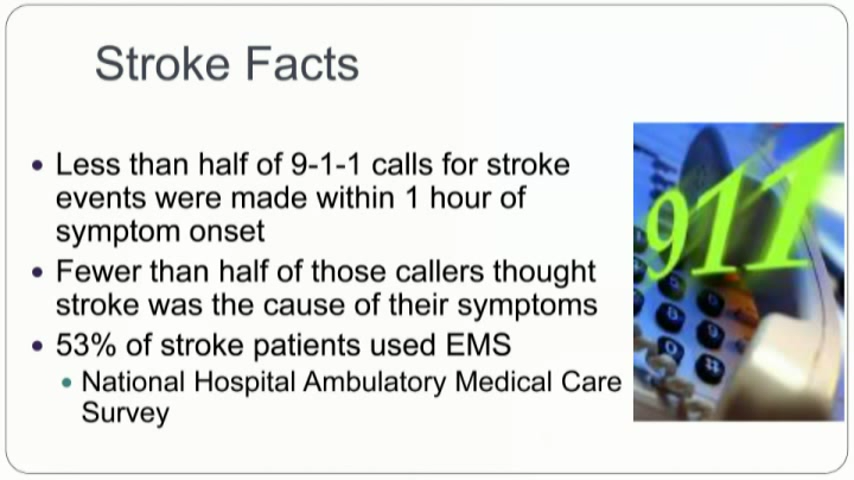 Stroke Facts
• Less than half of 9-1-1 calls for stroke
events were made within 1 hour of
symptom onset
• Fewer than half of those callers thought
stroke was the cause of their symptoms
• 53% of stroke patients used EMS
• National Hospital Ambulatory Medical Care
Survey
911